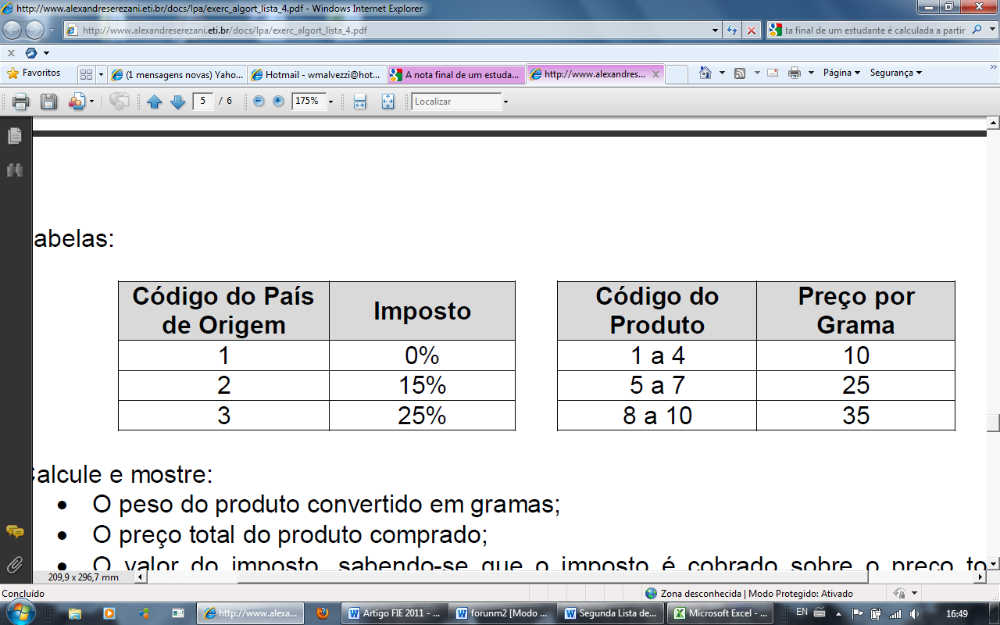 http://www.alexandreserezani.eti.br/docs/lpa/exerc_algort_lista_4.pdf - Windows Internet Explorer
http://www.alexandreserezani.eti.br/docs/lpa/exerc_algort_lista_4.pdf
ta final de um estudante é calculada a partir
x
Favoritos
(1 mensagens novas) Yaho...
Hotmail - wmalvezzi@hot...
A nota final de um estuda...
http://www.alexandres...
Página
Segurança
5 / 6
175%
Localizar
abelas:
Código do País de Origem
Imposto
1 0%
2 15%
3 25%
Código do Produto
Preço por Grama
1 a 4 10
5 a 7 25
8 a 10 35
Calcule e mostre:
• O peso do produto convertido em gramas;
• O preço total do produto comprado;
• O valor do imposto, sabendo-se que o imposto é cobrado sobre o preço to
209,9 x 296,7 mm
Concluído
Zona desconhecida | Modo Protegido: Ativado
http://www.alexa...
Artigo FIE 2011 - ...
forunm2 [Modo ...
Segunda Lista de...
Microsoft Excel - ...
EN
16:49